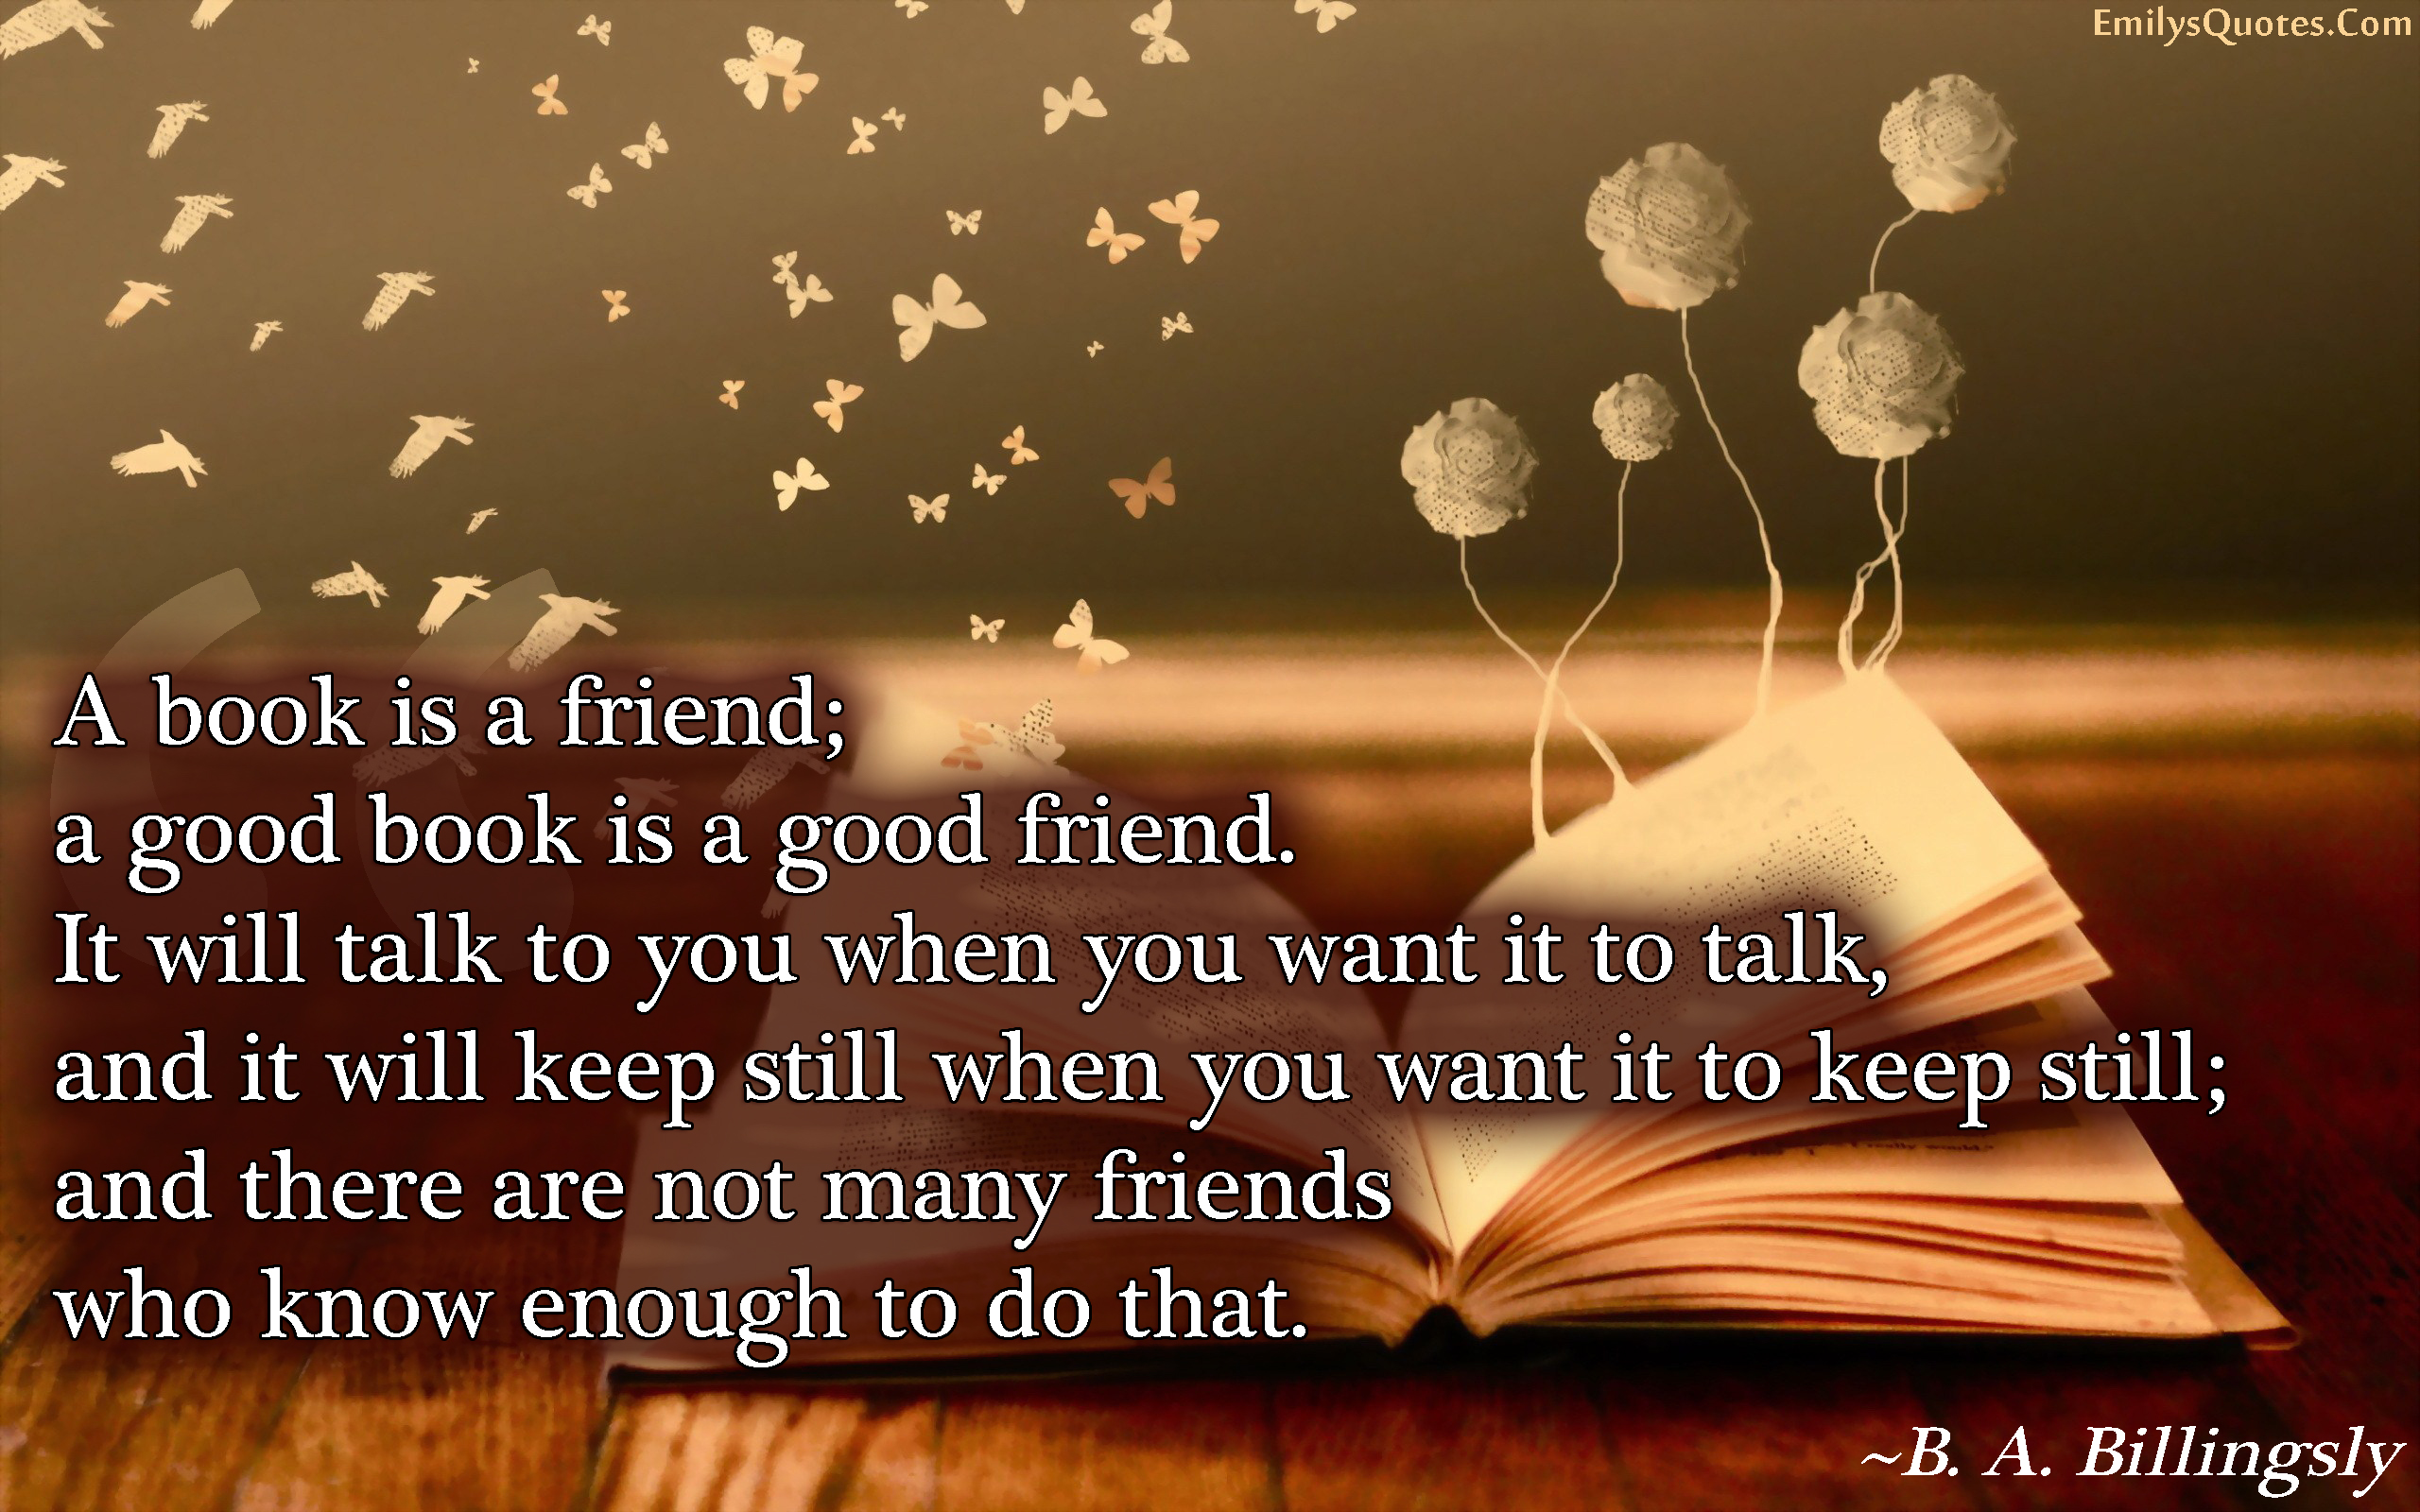 EmilysQuotes.Com
A book is a friend;
a good book is a good friend.
It will talk to you when you want it to talk,
and it will keep still when you want it to keep still;
and there are not many friends
who know enough to do that.
~B. A. Billingsly